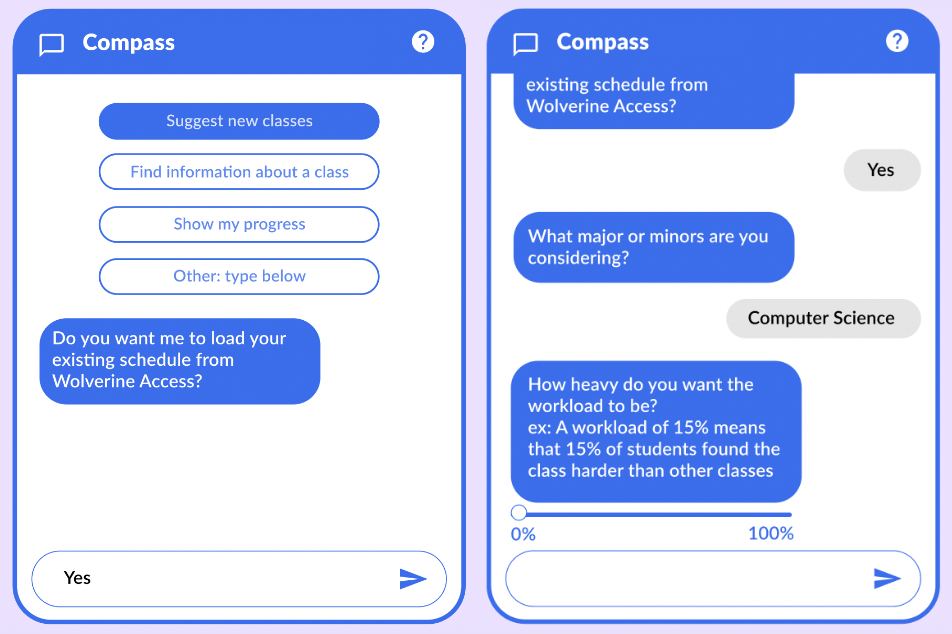 Compass
?
Suggest new classes
Find information about a class
Show my progress
Other: type below
Do you want me to load your
existing schedule from
Wolverine Access?
Yes
Compass
?
existing schedule from
Wolverine Access?
Yes
What major or minors are you
considering?
Computer Science
How heavy do you want the
workload to be?
ex: A workload of 15% means
that 15% of students found the
class harder than other classes
0%
100%